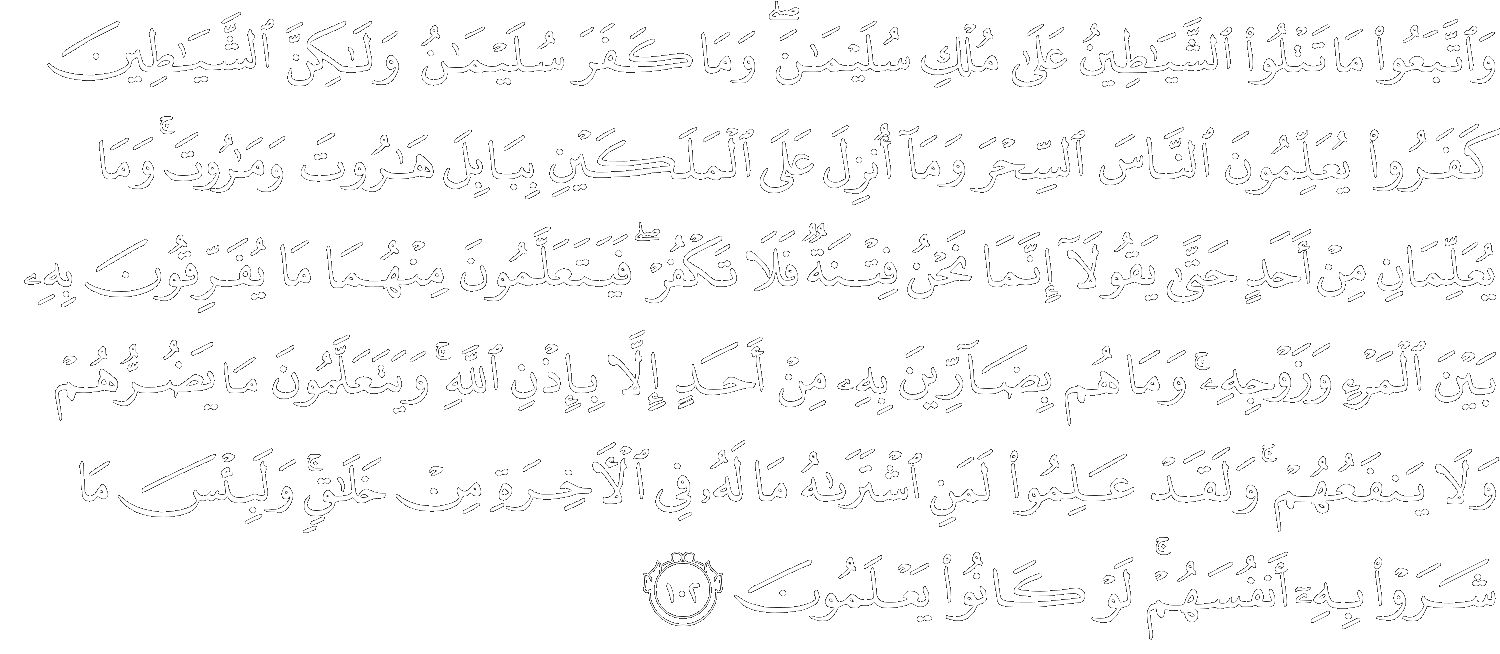 وَٱتَّبَعُوا۟ مَا تَتْلُوا۟ ٱلشَّيَـٰطِينُ عَلَىٰ مُلْكِ سُلَيْمَـٰنَ ۖ وَمَا كَفَرَ سُلَيْمَـٰنُ وَلَـٰكِنَّ ٱلشَّيَـٰطِينَ
كَفَرُوا۟ يُعَلِّمُونَ ٱلنَّاسَ ٱلسِّحْرَ وَمَآ أُنزِلَ عَلَى ٱلْمَلَكَيْنِ بِبَابِلَ هَـٰرُوتَ وَمَـٰرُوتَ ۚ وَمَا
يُعَلِّمَانِ مِنْ أَحَدٍ حَتَّىٰ يَقُولَآ إِنَّمَا نَحْنُ فِتْنَةٌ فَلَا تَكْفُرْ ۖ فَيَتَعَلَّمُونَ مِنْهُمَا مَا يُفَرِّقُونَ بِهِۦ
بَيْنَ ٱلْمَرْءِ وَزَوْجِهِۦ ۚ وَمَا هُم بِضَآرِّينَ بِهِۦ مِنْ أَحَدٍ إِلَّا بِإِذْنِ ٱللَّهِ ۚ وَيَتَعَلَّمُونَ مَا يَضُرُّهُمْ
وَلَا يَنفَعُهُمْ ۚ وَلَقَدْ عَلِمُوا۟ لَمَنِ ٱشْتَرَىٰهُ مَا لَهُۥ فِى ٱلْـَٔاخِرَةِ مِنْ خَلَـٰقٍ ۚ وَلَبِئْسَ مَا
شَرَوْا۟ بِهِۦٓ أَنفُسَهُمْ ۚ لَوْ كَانُوا۟ يَعْلَمُونَ ١٠٢